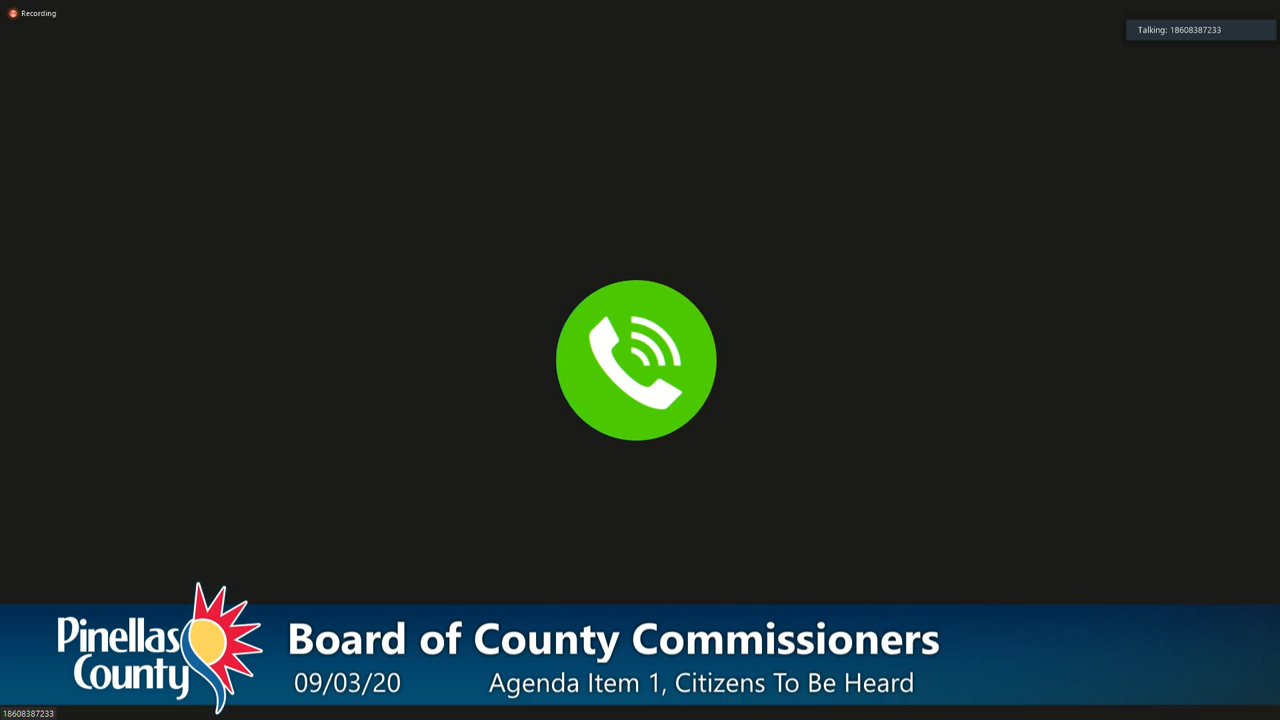 Recording
Talking: 18608387233
Pinellas
County
Board of County Commissioners
09/03/20 Agenda Item 1, Citizens To Be Heard
18608387233